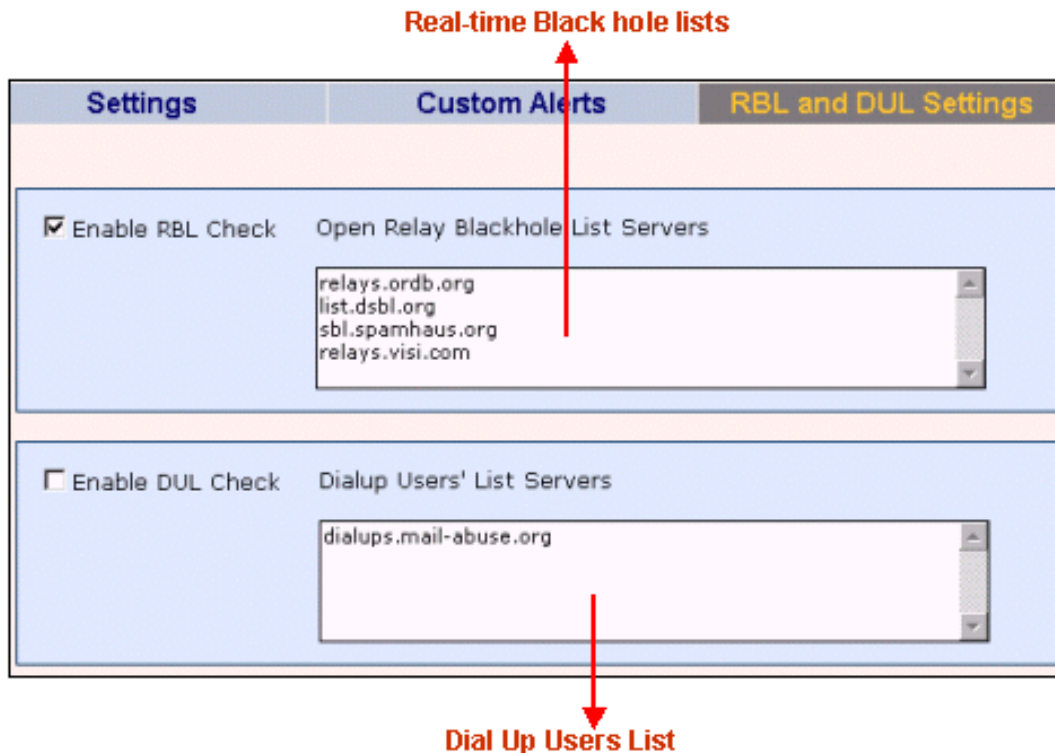 Real-time Black hole lists
Settings Custom Alerts RBL and DUL Settings
Enable RBL Check Open Relay Blackhole List Servers
relays.ordb.org
list.dsbl.org
sbl.spamhaus.org
relays.visi.com
Enable DUL Check Dialup Users' List Servers
dialups.mail-abuse.org
Dial Up Users List